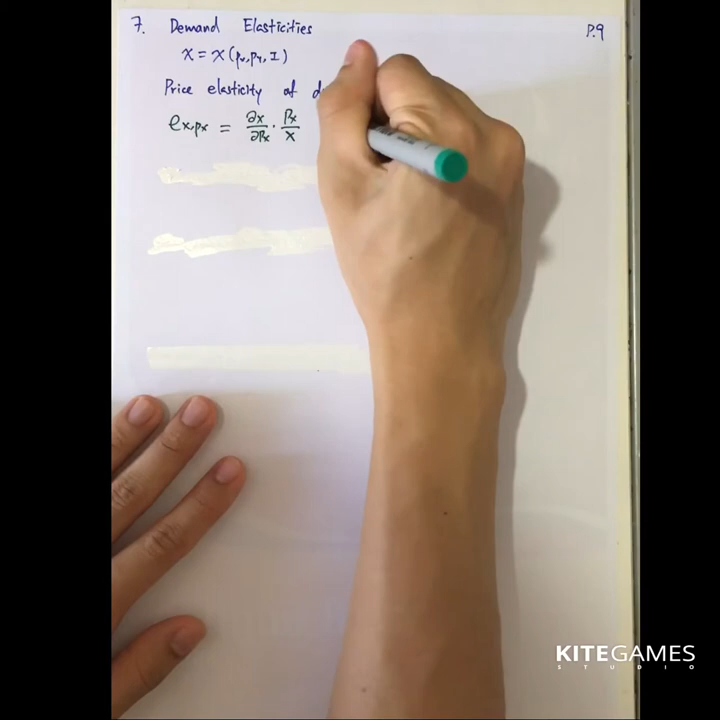 7. Demand Elasticities
P.9
x = x (px, py, I)
Price elasticity of
ex,px = ∂x/∂px · px/x
KITEGAMES
STUDIO